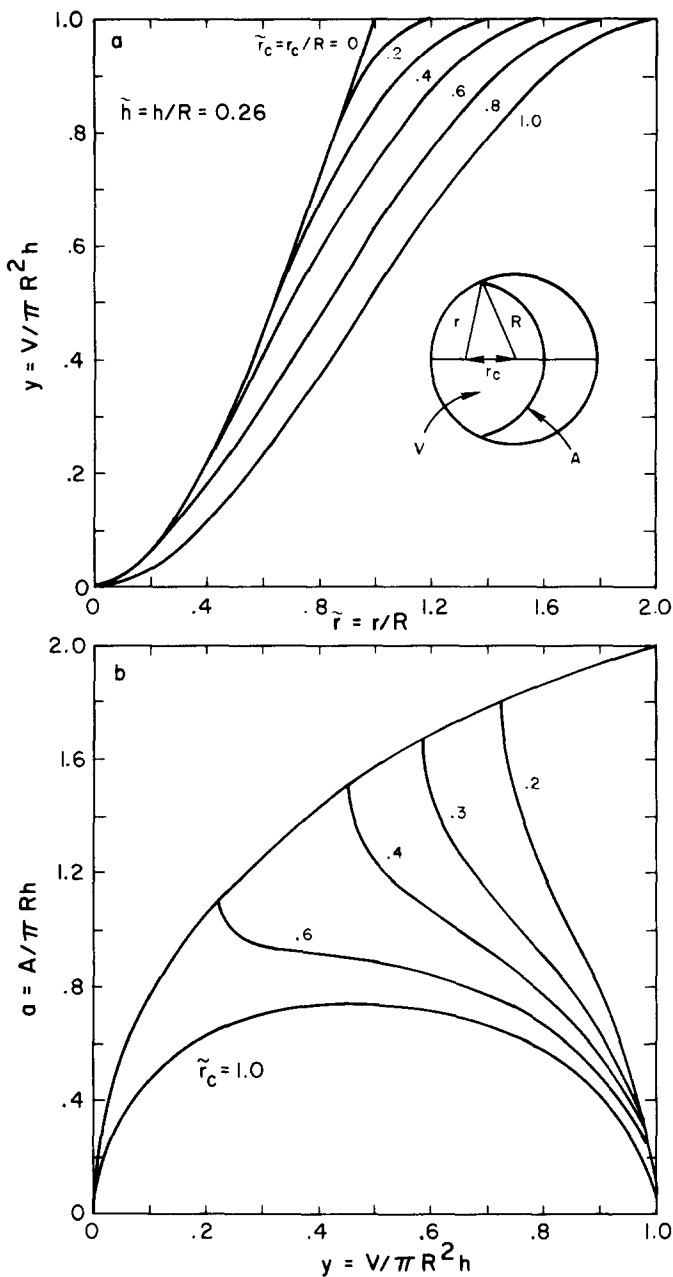 a
r̃c = rc/R = 0
.2
.4
.6
.8
1.0
h̃ = h/R = 0.26
1.0
.8
.6
.4
.2
0
y = V/π R²h
r
R
rc
V
A
0
.4
.8
1.2
1.6
2.0
r̃ = r/R
b
2.0
1.6
1.2
.8
.4
0
a = A/π Rh
.2
.3
.4
.6
r̃c = 1.0
0
.2
.4
.6
.8
1.0
y = V/π R²h